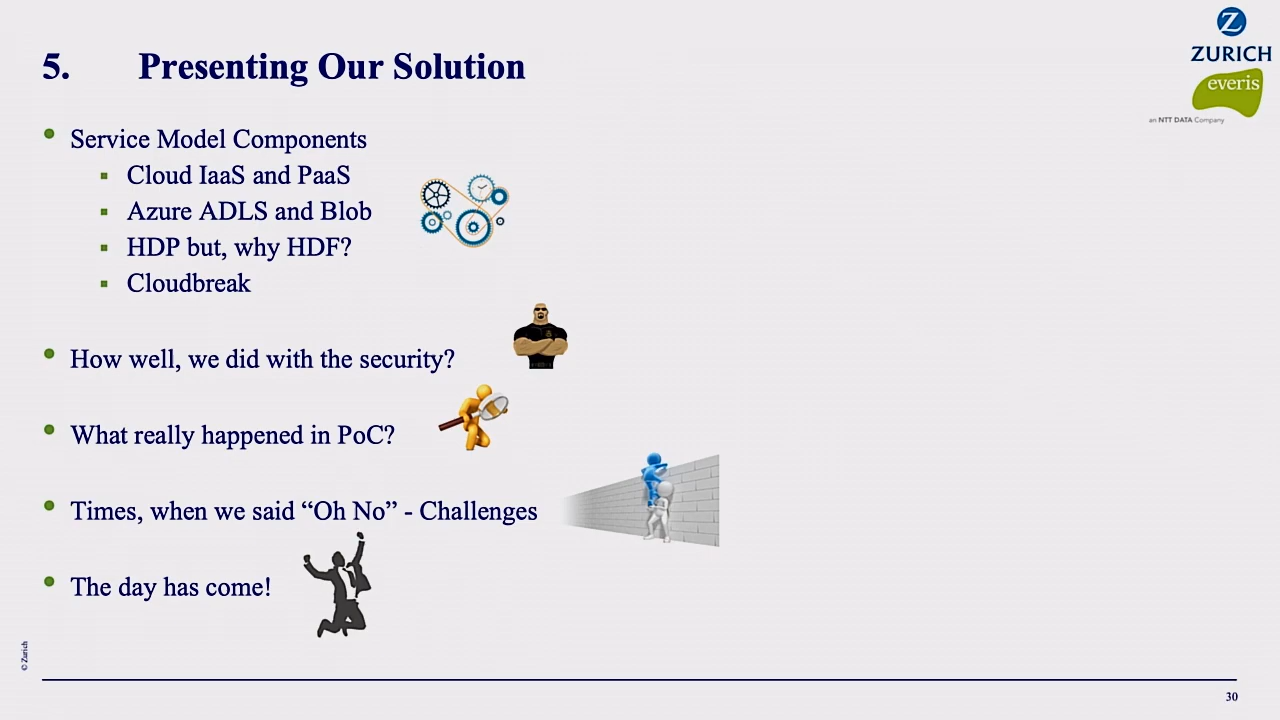 ZURICH
everis
an NTT DATA Company
5. Presenting Our Solution
Service Model Components
Cloud IaaS and PaaS
Azure ADLS and Blob
HDP but, why HDF?
Cloudbreak
How well, we did with the security?
What really happened in PoC?
Times, when we said “Oh No” - Challenges
The day has come!
© Zurich
30